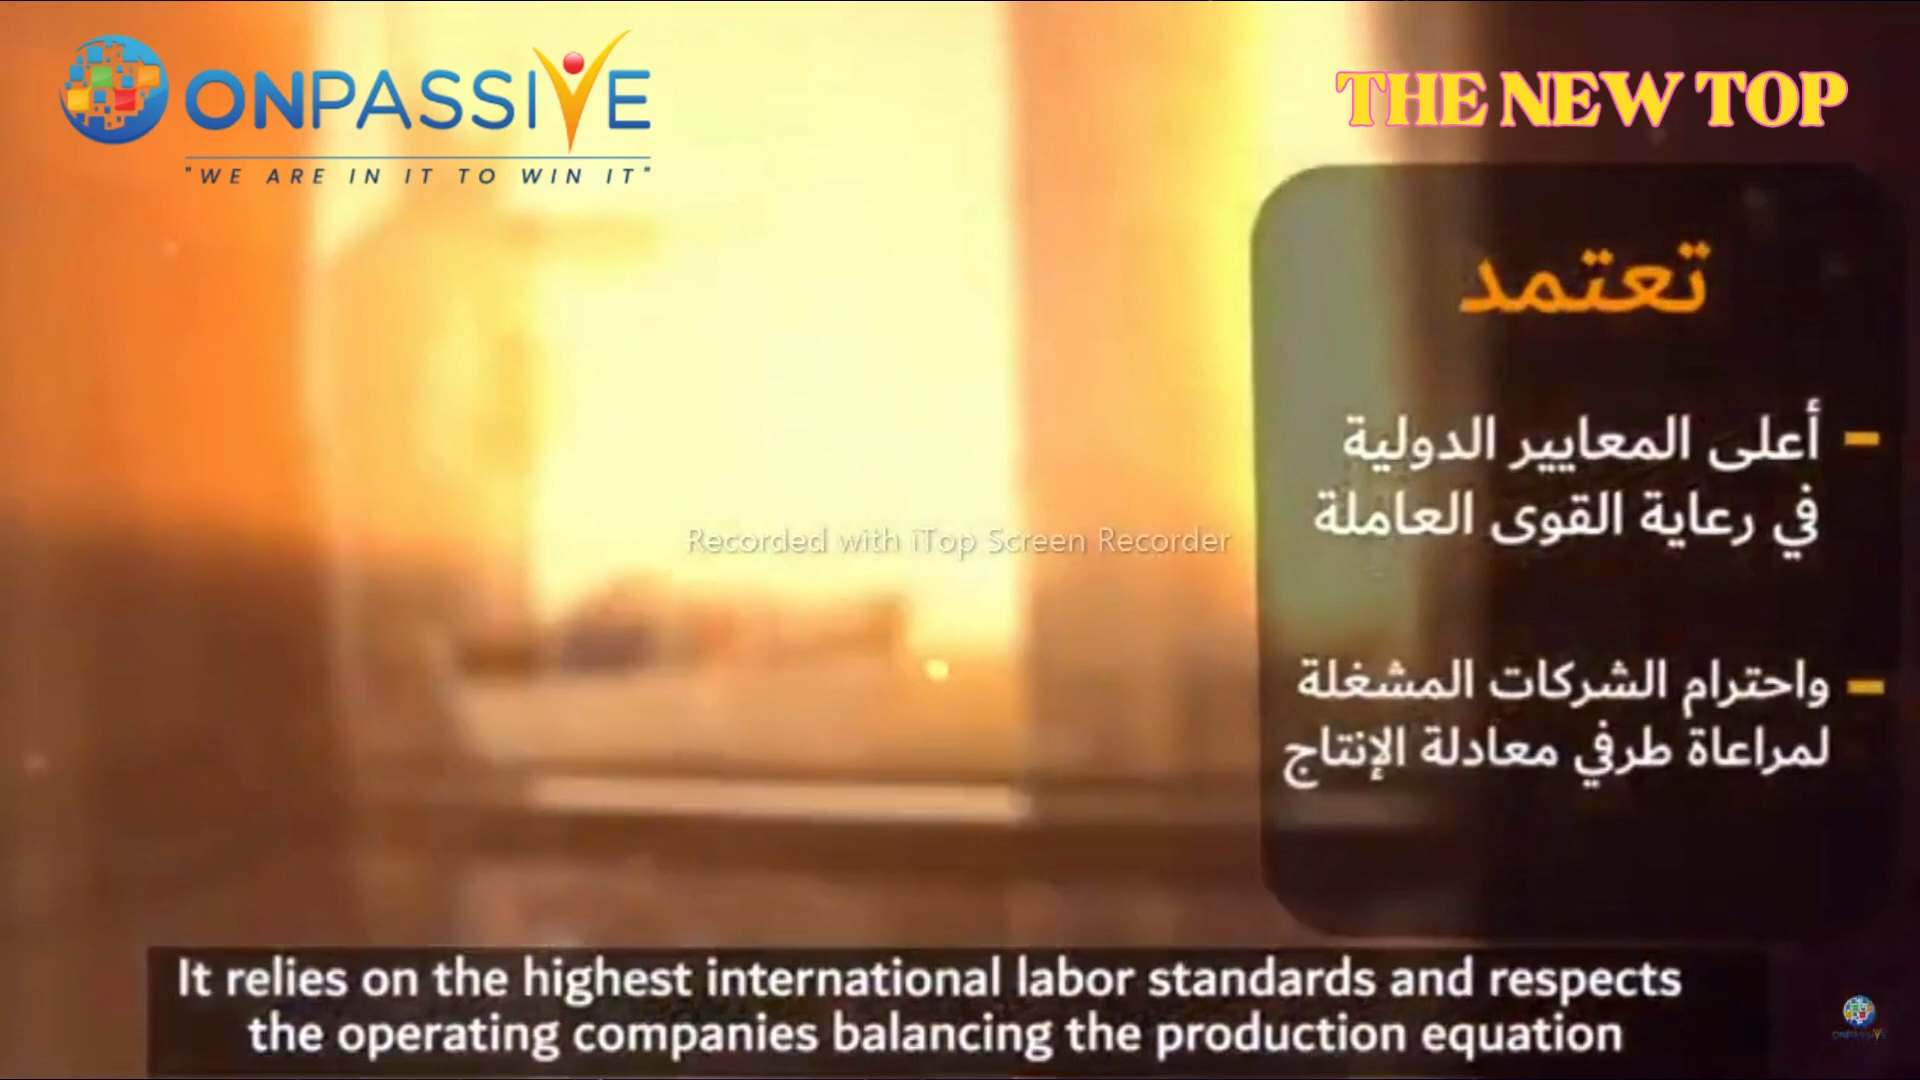 ONPASSIVE
"WE ARE IN IT TO WIN IT"
THE NEW TOP
تعتمد
- أعلى المعايير الدولية
في رعاية القوى العاملة
- واحترام الشركات المشغلة
لمراعاة طرفي معادلة الإنتاج
Recorded with iTop Screen Recorder
It relies on the highest international labor standards and respects
the operating companies balancing the production equation
ONPASSIVE